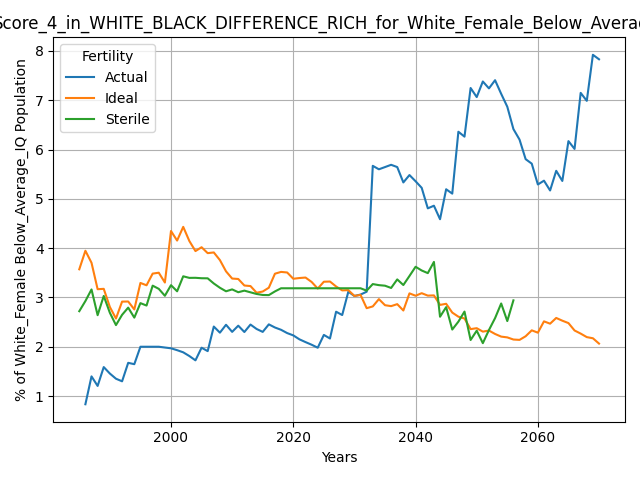 Score_4_in_WHITE_BLACK_DIFFERENCE_RICH_for_White_Female_Below_Avera
Fertility
Actual
Ideal
Sterile
% of White_Female Below_Average_IQ Population
8
7
6
5
4
3
2
1
2000
2020
2040
2060
Years